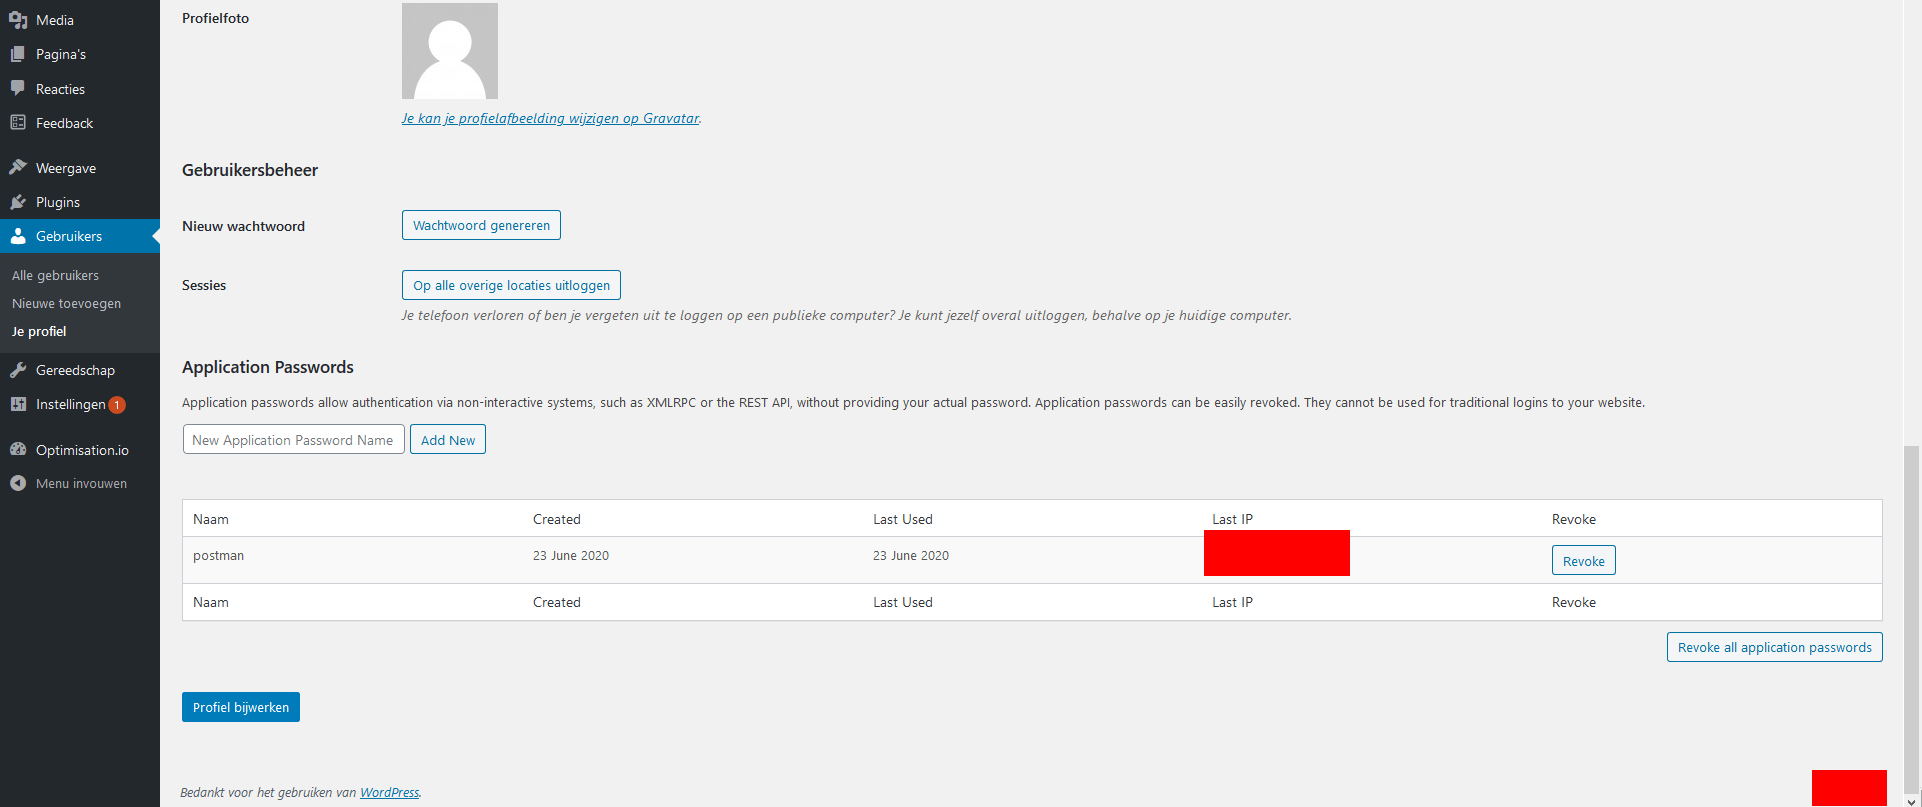 Media
Pagina's
Reacties
Feedback
Weergave
Plugins
Gebruikers
Alle gebruikers
Nieuwe toevoegen
Je profiel
Gereedschap
Instellingen 1
Optimisation.io
Menu invouwen
Profielfoto
Je kan je profielafbeelding wijzigen op Gravatar.
Gebruikersbeheer
Nieuw wachtwoord Wachtwoord genereren
Sessies Op alle overige locaties uitloggen
Je telefoon verloren of ben je vergeten uit te loggen op een publieke computer? Je kunt jezelf overal uitloggen, behalve op je huidige computer.
Application Passwords
Application passwords allow authentication via non-interactive systems, such as XMLRPC or the REST API, without providing your actual password. Application passwords can be easily revoked. They cannot be used for traditional logins to your website.
New Application Password Name Add New
Naam Created Last Used Last IP Revoke
postman 23 June 2020 23 June 2020 Revoke
Naam Created Last Used Last IP Revoke
Revoke all application passwords
Profiel bijwerken
Bedankt voor het gebruiken van WordPress.